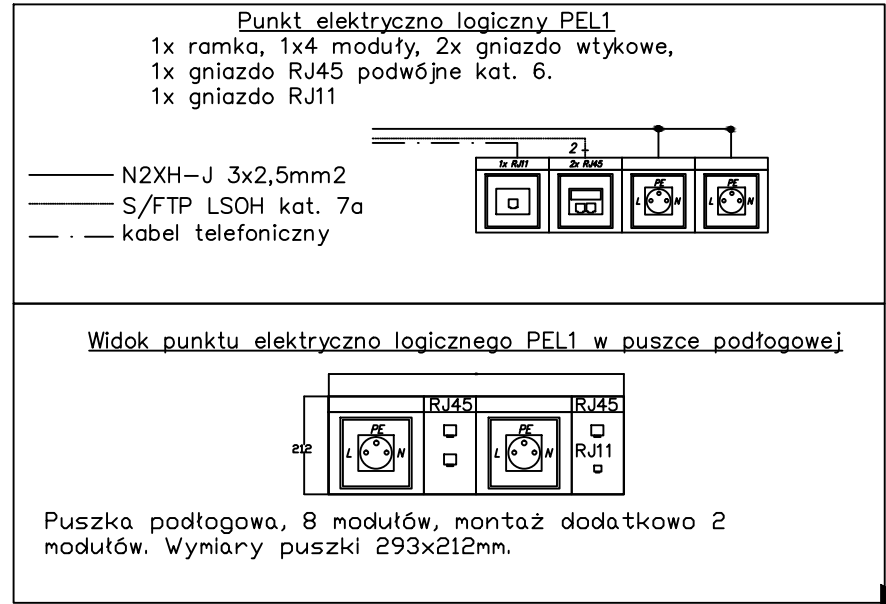 Punkt elektryczno logiczny PEL1
1x ramka, 1x4 moduły, 2x gniazdo wtykowe,
1x gniazdo RJ45 podwójne kat. 6.
1x gniazdo RJ11
2
1x RJ11 2x RJ45
N2XH-J 3x2,5mm2
S/FTP LSOH kat. 7a
kabel telefoniczny
PE PE
L N L N
Widok punktu elektryczno logicznego PEL1 w puszce podłogowej
RJ45 RJ45
PE PE
212 L N L N RJ11
Puszka podłogowa, 8 modułów, montaż dodatkowo 2
modułów. Wymiary puszki 293x212mm.